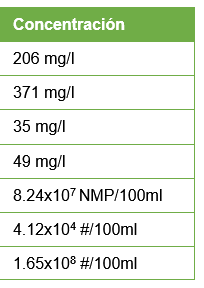 Concentración
206 mg/l
371 mg/l
35 mg/l
49 mg/l
8.24x10⁷ NMP/100ml
4.12x10⁴ #/100ml
1.65x10⁸ #/100ml